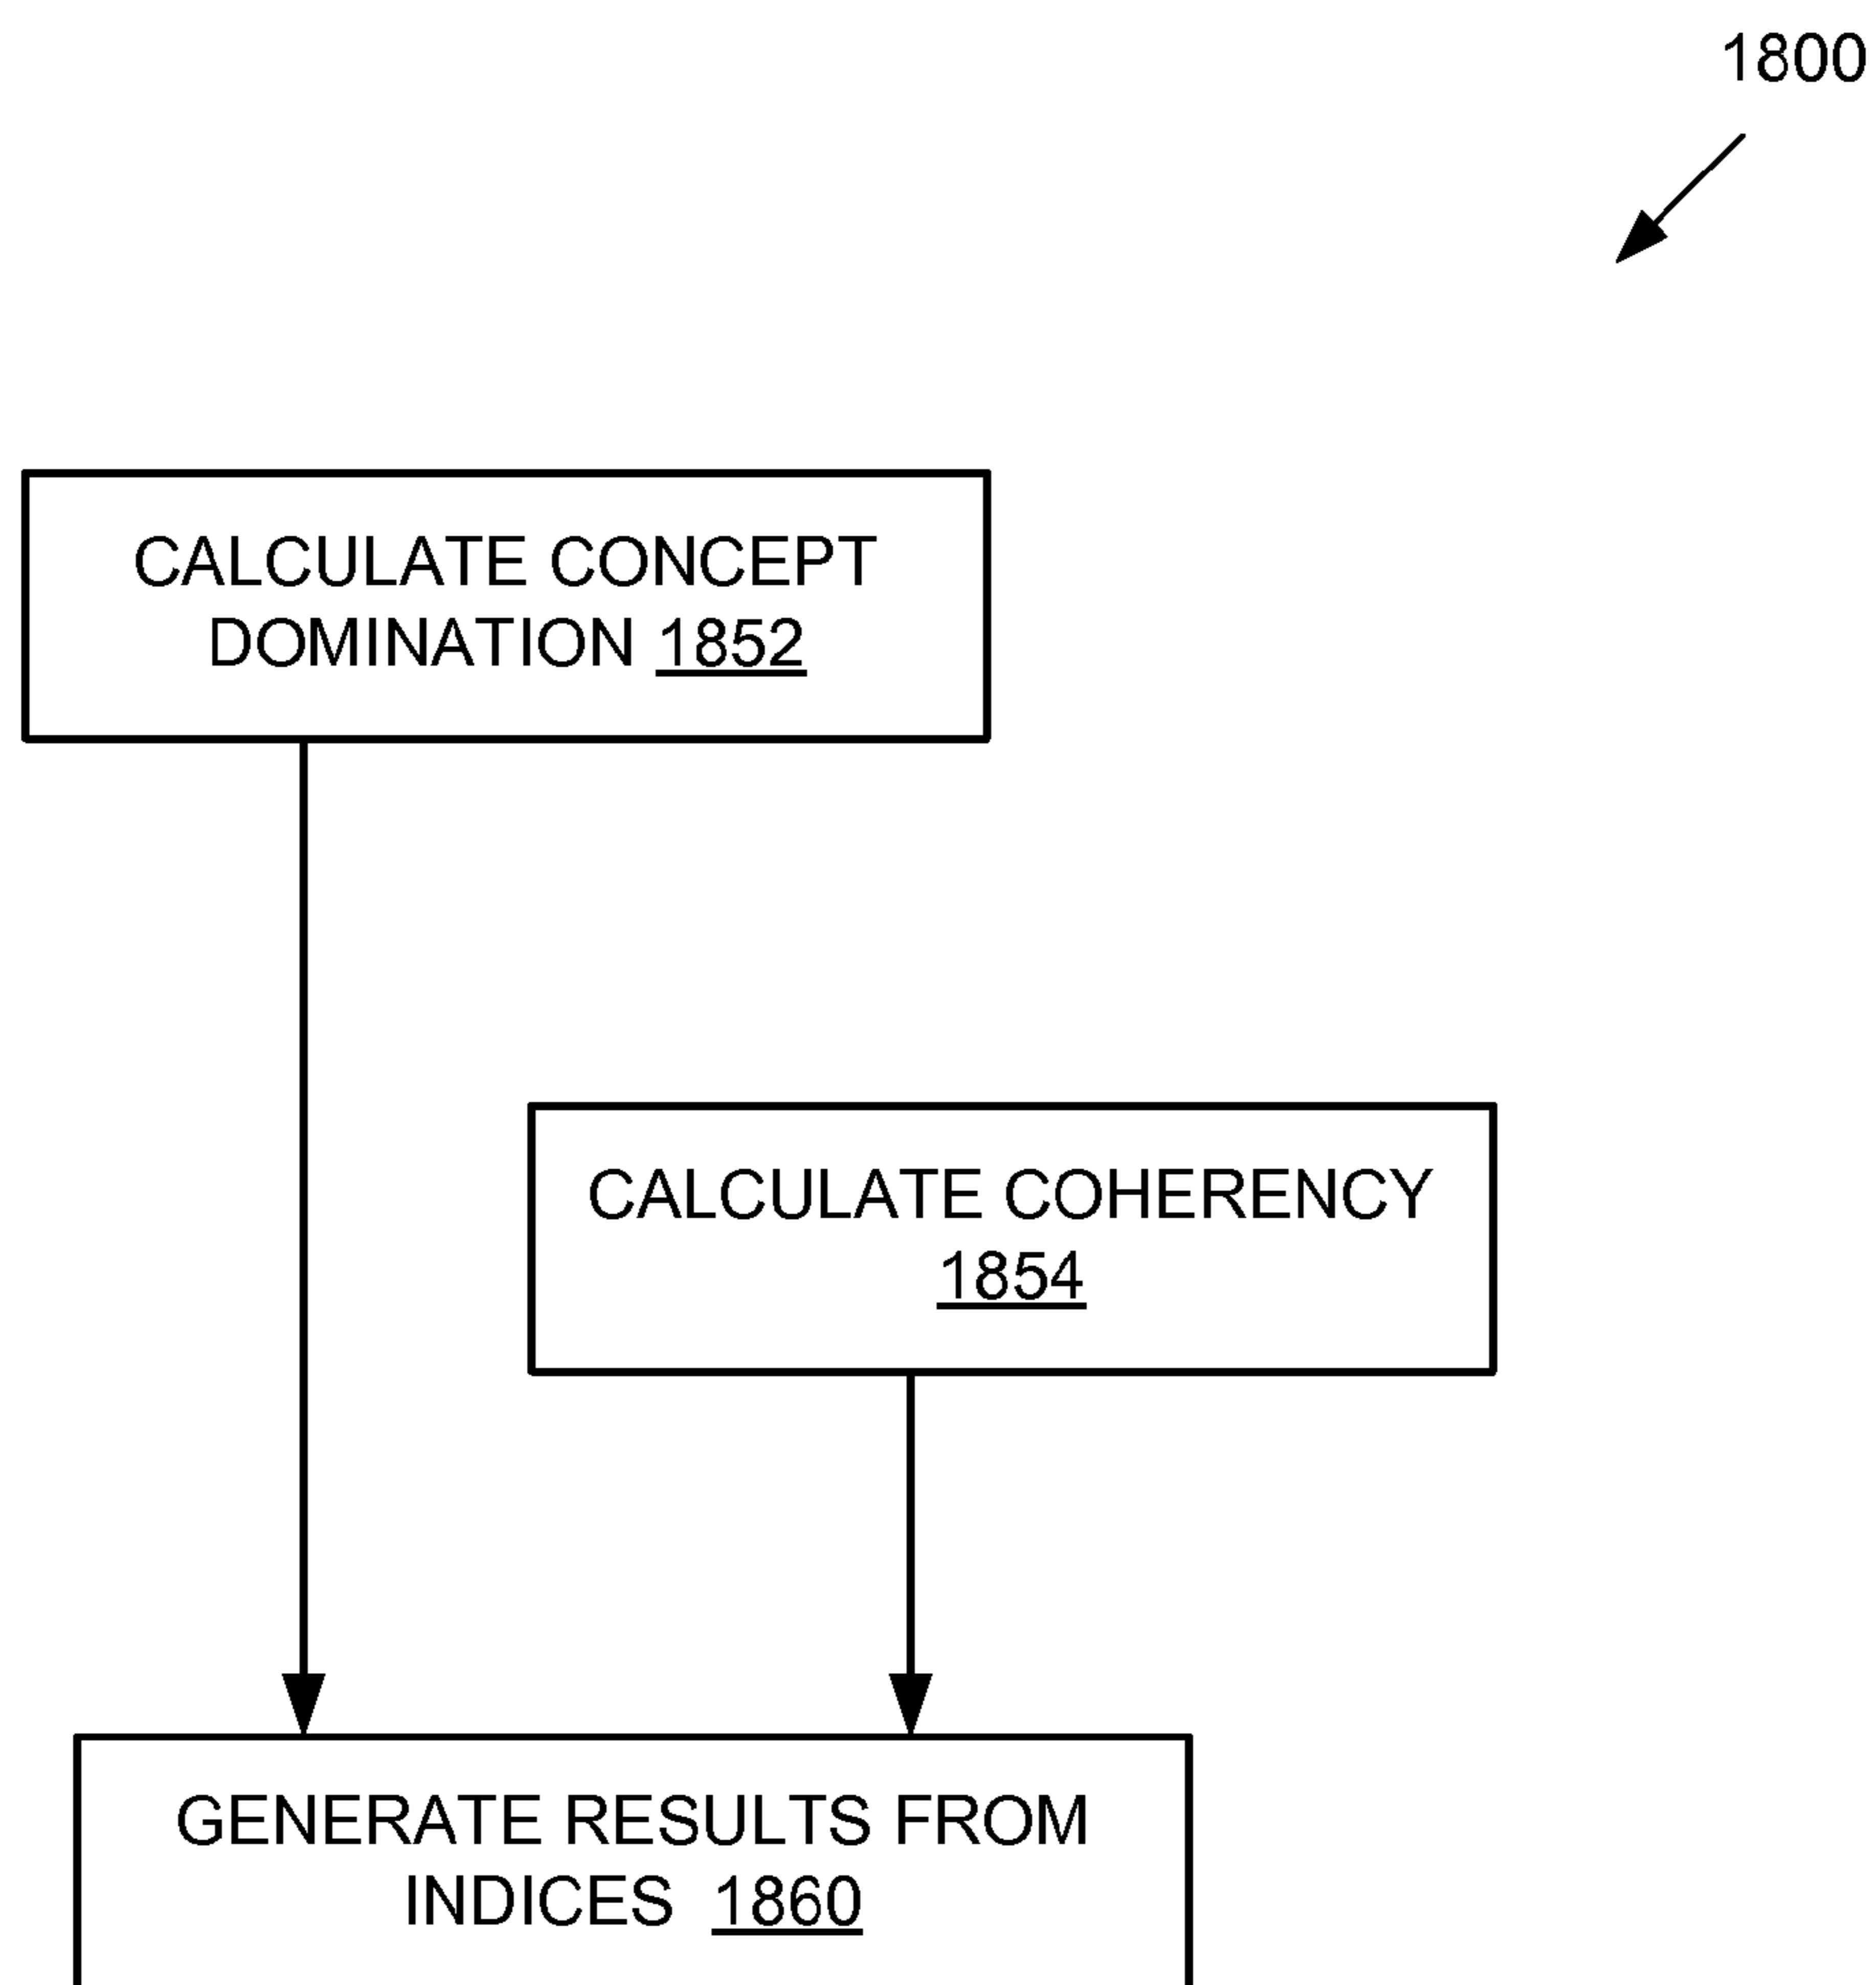 1800
CALCULATE CONCEPT
DOMINATION 1852
CALCULATE COHERENCY
1854
GENERATE RESULTS FROM
INDICES 1860